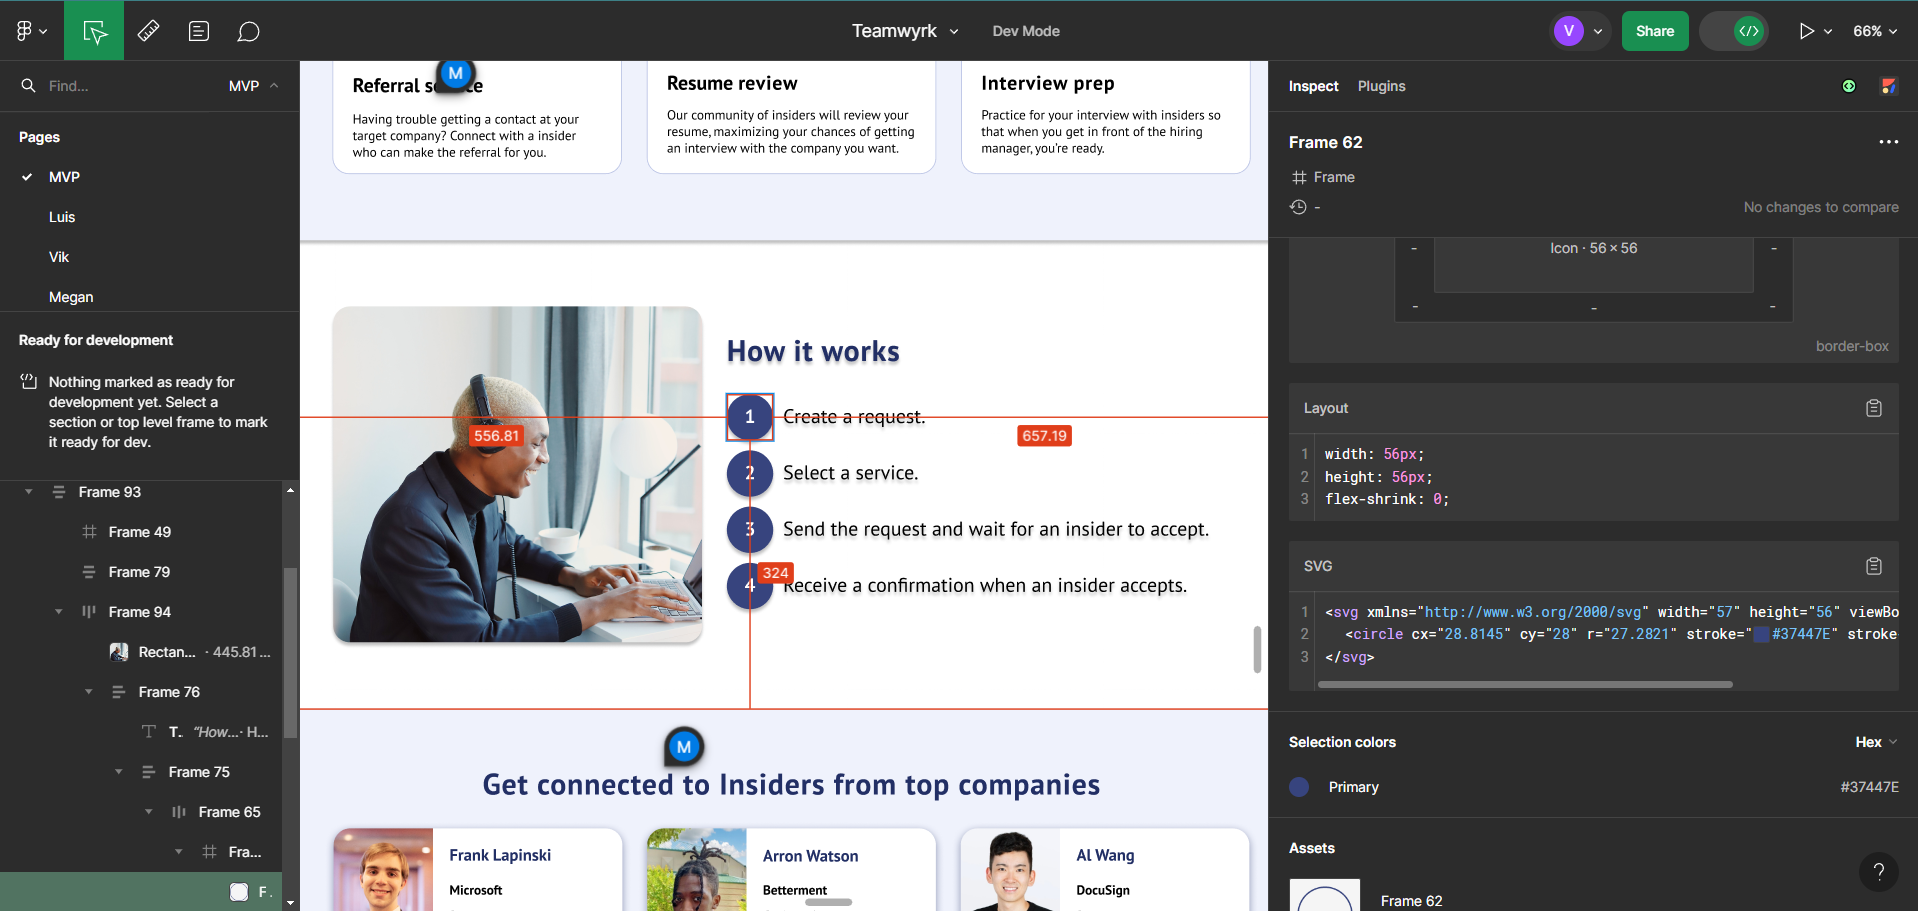 Teamwyrk
Dev Mode
V
Share
66%
Find...
MVP
Pages
MVP
Luis
Vik
Megan
Ready for development
Nothing marked as ready for
development yet. Select a
section or top level frame to mark
it ready for dev.
Frame 93
Frame 49
Frame 79
Frame 94
Rectan... · 445.81 ...
Frame 76
T.. “How...· H...
Frame 75
Frame 65
Fra...
F.
M
Referral
Having trouble getting a contact at your
target company? Connect with a insider
who can make the referral for you.
Resume review
Our community of insiders will review your
resume, maximizing your chances of getting
an interview with the company you want.
Interview prep
Practice for your interview with insiders so
that when you get in front of the hiring
manager, you’re ready.
How it works
1 Create a request.
556.81
657.19
2 Select a service.
3 Send the request and wait for an insider to accept.
324
4 Receive a confirmation when an insider accepts.
M
Get connected to Insiders from top companies
Frank Lapinski
Microsoft
Arron Watson
Betterment
Al Wang
DocuSign
Inspect
Plugins
Frame 62
Frame
-
No changes to compare
- Icon · 56 × 56 -
- - -
border-box
Layout
1 width: 56px;
2 height: 56px;
3 flex-shrink: 0;
SVG
1 <svg xmlns="http://www.w3.org/2000/svg" width="57" height="56" viewBo
2 <circle cx="28.8145" cy="28" r="27.2821" stroke="#37447E" stroke-
3 </svg>
Selection colors
Hex
Primary
#37447E
Assets
Frame 62
?